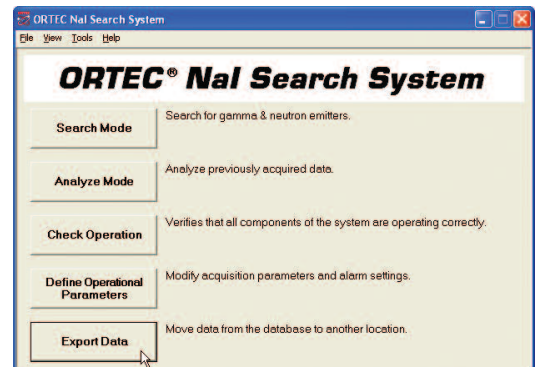 ORTEC NaI Search System
File View Tools Help
ORTEC® NaI Search System
Search Mode
Search for gamma & neutron emitters.
Analyze Mode
Analyze previously acquired data.
Check Operation
Verifies that all components of the system are operating correctly.
Define Operational
Parameters
Modify acquisition parameters and alarm settings.
Export Data
Move data from the database to another location.